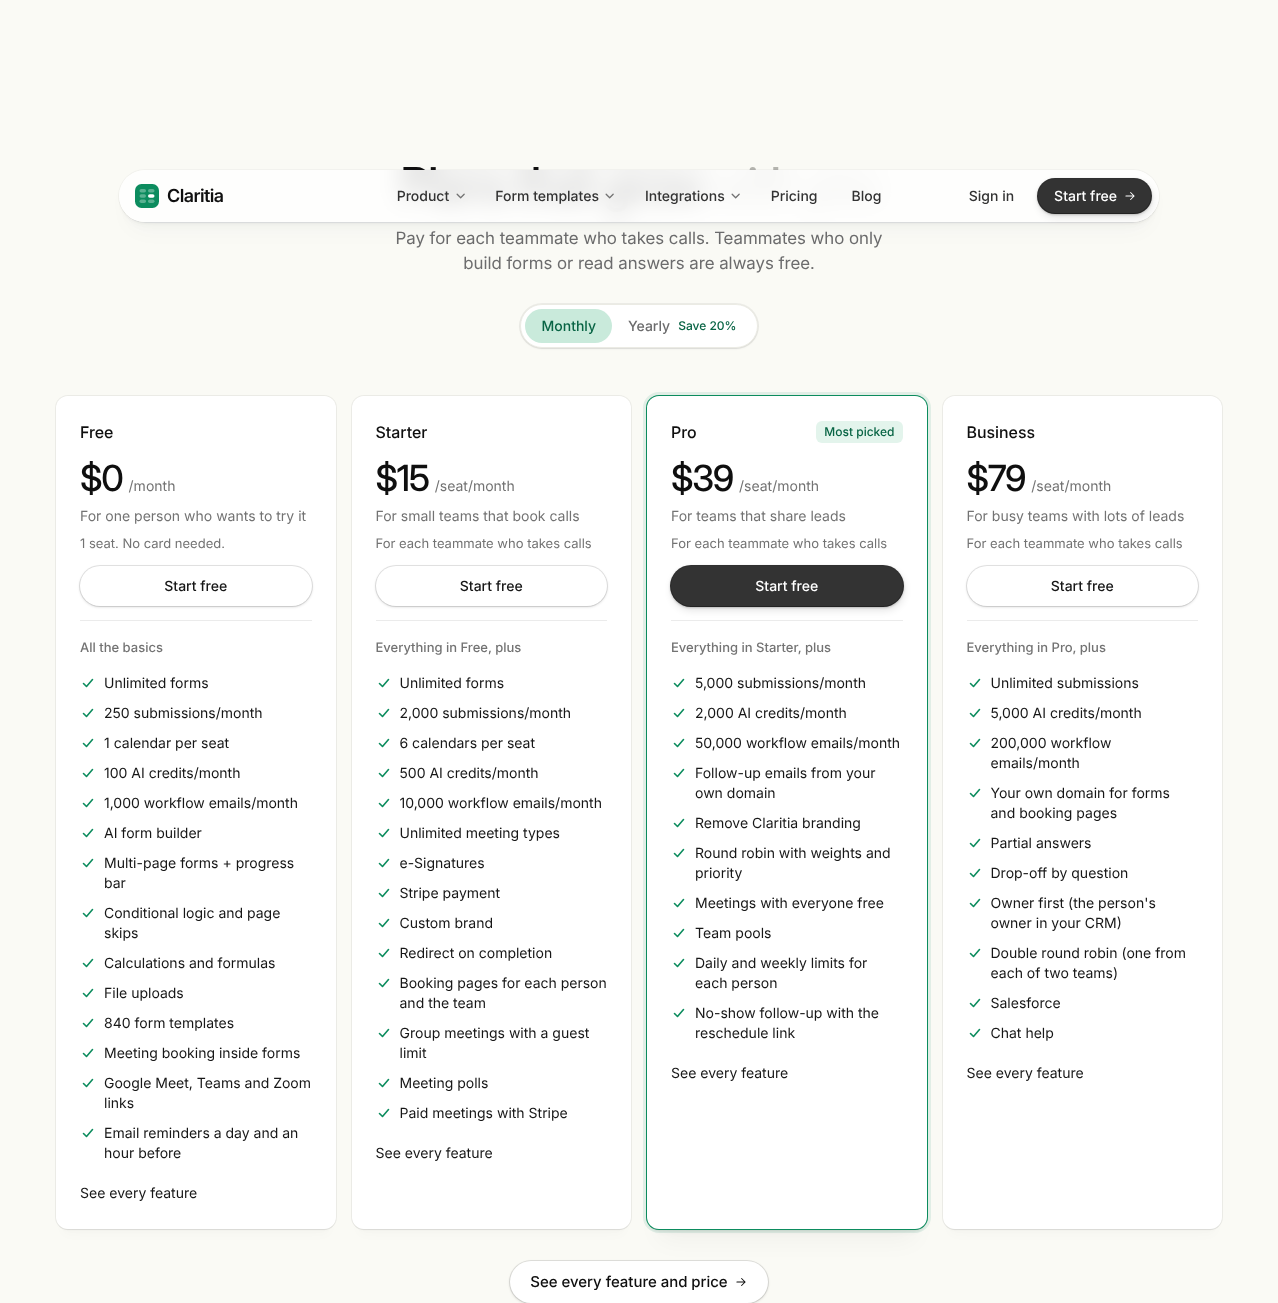 Claritia
Product
Form templates
Integrations
Pricing
Blog
Sign in
Start free →
Pay for each teammate who takes calls. Teammates who only
build forms or read answers are always free.
Monthly
Yearly Save 20%
Free
$0 /month
For one person who wants to try it
1 seat. No card needed.
Start free
All the basics
Unlimited forms
250 submissions/month
1 calendar per seat
100 AI credits/month
1,000 workflow emails/month
AI form builder
Multi-page forms + progress
bar
Conditional logic and page
skips
Calculations and formulas
File uploads
840 form templates
Meeting booking inside forms
Google Meet, Teams and Zoom
links
Email reminders a day and an
hour before
See every feature
Starter
$15 /seat/month
For small teams that book calls
For each teammate who takes calls
Start free
Everything in Free, plus
Unlimited forms
2,000 submissions/month
6 calendars per seat
500 AI credits/month
10,000 workflow emails/month
Unlimited meeting types
e-Signatures
Stripe payment
Custom brand
Redirect on completion
Booking pages for each person
and the team
Group meetings with a guest
limit
Meeting polls
Paid meetings with Stripe
See every feature
Pro
Most picked
$39 /seat/month
For teams that share leads
For each teammate who takes calls
Start free
Everything in Starter, plus
5,000 submissions/month
2,000 AI credits/month
50,000 workflow emails/month
Follow-up emails from your
own domain
Remove Claritia branding
Round robin with weights and
priority
Meetings with everyone free
Team pools
Daily and weekly limits for
each person
No-show follow-up with the
reschedule link
See every feature
Business
$79 /seat/month
For busy teams with lots of leads
For each teammate who takes calls
Start free
Everything in Pro, plus
Unlimited submissions
5,000 AI credits/month
200,000 workflow
emails/month
Your own domain for forms
and booking pages
Partial answers
Drop-off by question
Owner first (the person's
owner in your CRM)
Double round robin (one from
each of two teams)
Salesforce
Chat help
See every feature
See every feature and price →